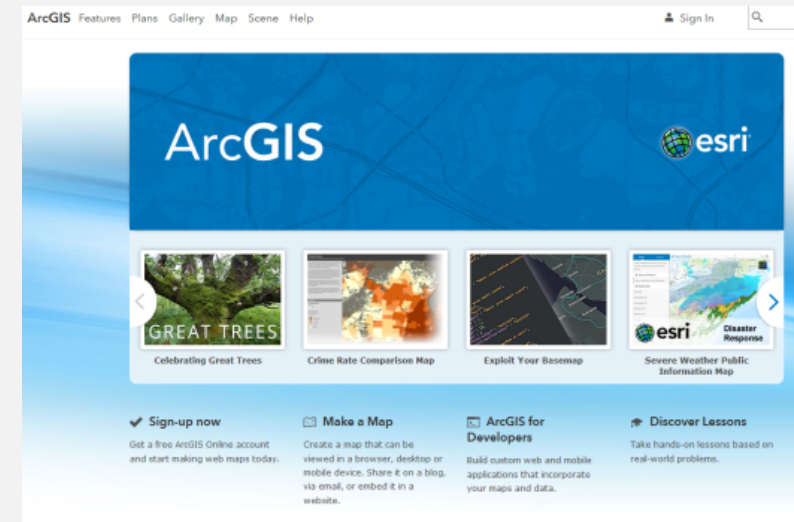 ArcGIS Features Plans Gallery Map Scene Help Sign In
ArcGIS
esri
GREAT TREES
esri
Disaster
Response
Celebrating Great Trees
Crime Rate Comparison Map
Exploit Your Basemap
Severe Weather Public
Information Map
Sign-up now
Get a free ArcGIS Online account
and start making web maps today.
Make a Map
Create a map that can be
viewed in a browser, desktop or
mobile device. Share it on a blog,
via email, or embed it in a
website.
ArcGIS for
Developers
Build custom web and mobile
applications that incorporate
your maps and data.
Discover Lessons
Take hands-on lessons based on
real-world problems.